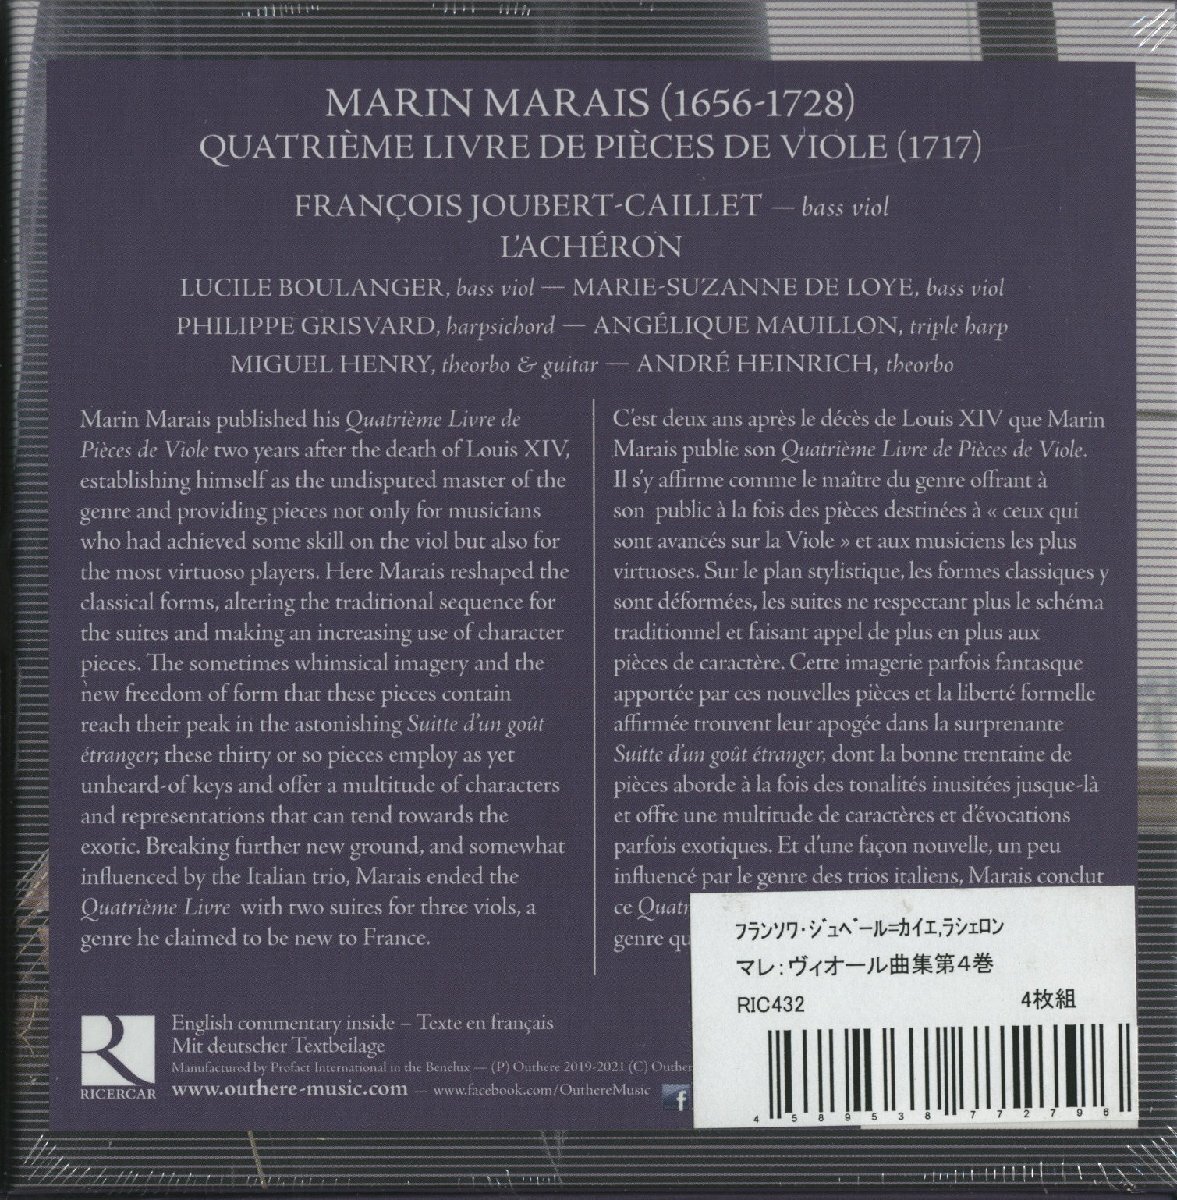 MARIN MARAIS (1656-1728)
QUATRIÈME LIVRE DE PIÈCES DE VIOLE (1717)
FRANÇOIS JOUBERT-CAILLET — bass viol
L'ACHÉRON
LUCILE BOULANGER, bass viol — MARIE-SUZANNE DE LOYE, bass viol
PHILIPPE GRISVARD, harpsichord — ANGÉLIQUE MAUILLON, triple harp
MIGUEL HENRY, theorbo & guitar — ANDRÉ HEINRICH, theorbo
Marin Marais published his Quatrième Livre de
Pièces de Viole two years after the death of Louis XIV,
establishing himself as the undisputed master of the
genre and providing pieces not only for musicians
who had achieved some skill on the viol but also for
the most virtuoso players. Here Marais reshaped the
classical forms, altering the traditional sequence for
the suites and making an increasing use of character
pieces. The sometimes whimsical imagery and the
new freedom of form that these pieces contain
reach their peak in the astonishing Suitte d'un goût
étranger; these thirty or so pieces employ as yet
unheard-of keys and offer a multitude of characters
and representations that can tend towards the
exotic. Breaking further new ground, and somewhat
influenced by the Italian trio, Marais ended the
Quatrième Livre with two suites for three viols, a
genre he claimed to be new to France.
C'est deux ans après le décès de Louis XIV que Marin
Marais publie son Quatrième Livre de Pièces de Viole.
Il s'y affirme comme le maître du genre offrant à
son public à la fois des pièces destinées à « ceux qui
sont avancés sur la Viole » et aux musiciens les plus
virtuoses. Sur le plan stylistique, les formes classiques y
sont déformées, les suites ne respectant plus le schéma
traditionnel et faisant appel de plus en plus aux
pièces de caractère. Cette imagerie parfois fantasque
apportée par ces nouvelles pièces et la liberté formelle
affirmée trouvent leur apogée dans la surprenante
Suitte d'un goût étranger, dont la bonne trentaine de
pièces aborde à la fois des tonalités inusitées jusque-là
et offre une multitude de caractères et d'évocations
parfois exotiques. Et d'une façon nouvelle, un peu
influencé par le genre des trios italiens, Marais conclut
ce Quatr
genre qu
フランソワ・ジュベール=カイエ,ラシェロン
マレ:ヴィオール曲集第4巻
RIC432 4枚組
4589538772796
RICERCAR
English commentary inside – Texte en français
Mit deutscher Textbeilage
Manufactured by Profact International in the Benelux — (P) Outhere 2019-2021 (C) Outher
www.outhere-music.com — www.facebook.com/OuthereMusic